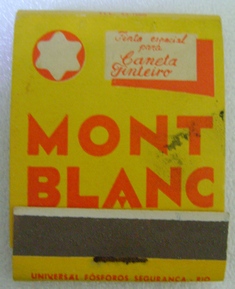 Tinta especial
para
Caneta
Tinteiro
MONT
BLANC
UNIVERSAL FÓSFOROS SEGURANÇA - RIO